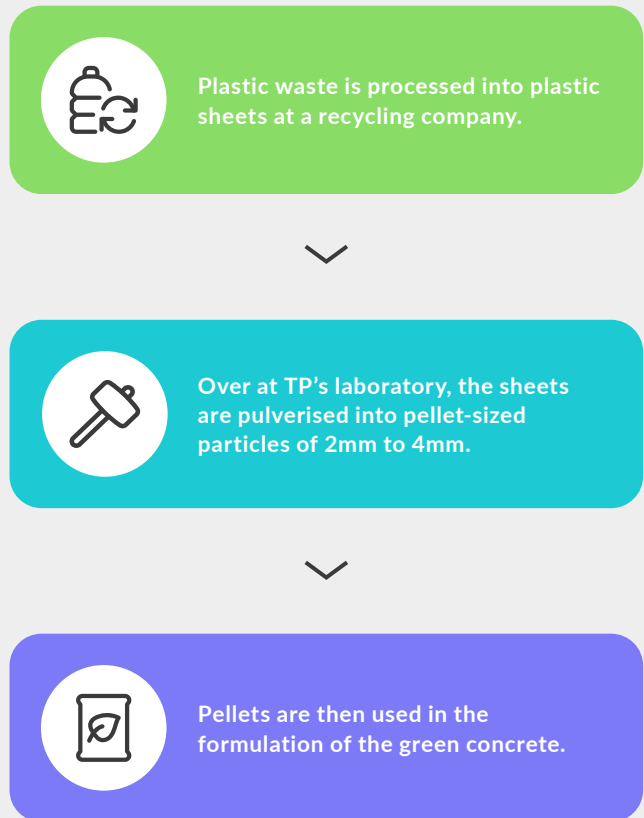 Plastic waste is processed into plastic
sheets at a recycling company.
Over at TP’s laboratory, the sheets
are pulverised into pellet-sized
particles of 2mm to 4mm.
Pellets are then used in the
formulation of the green concrete.